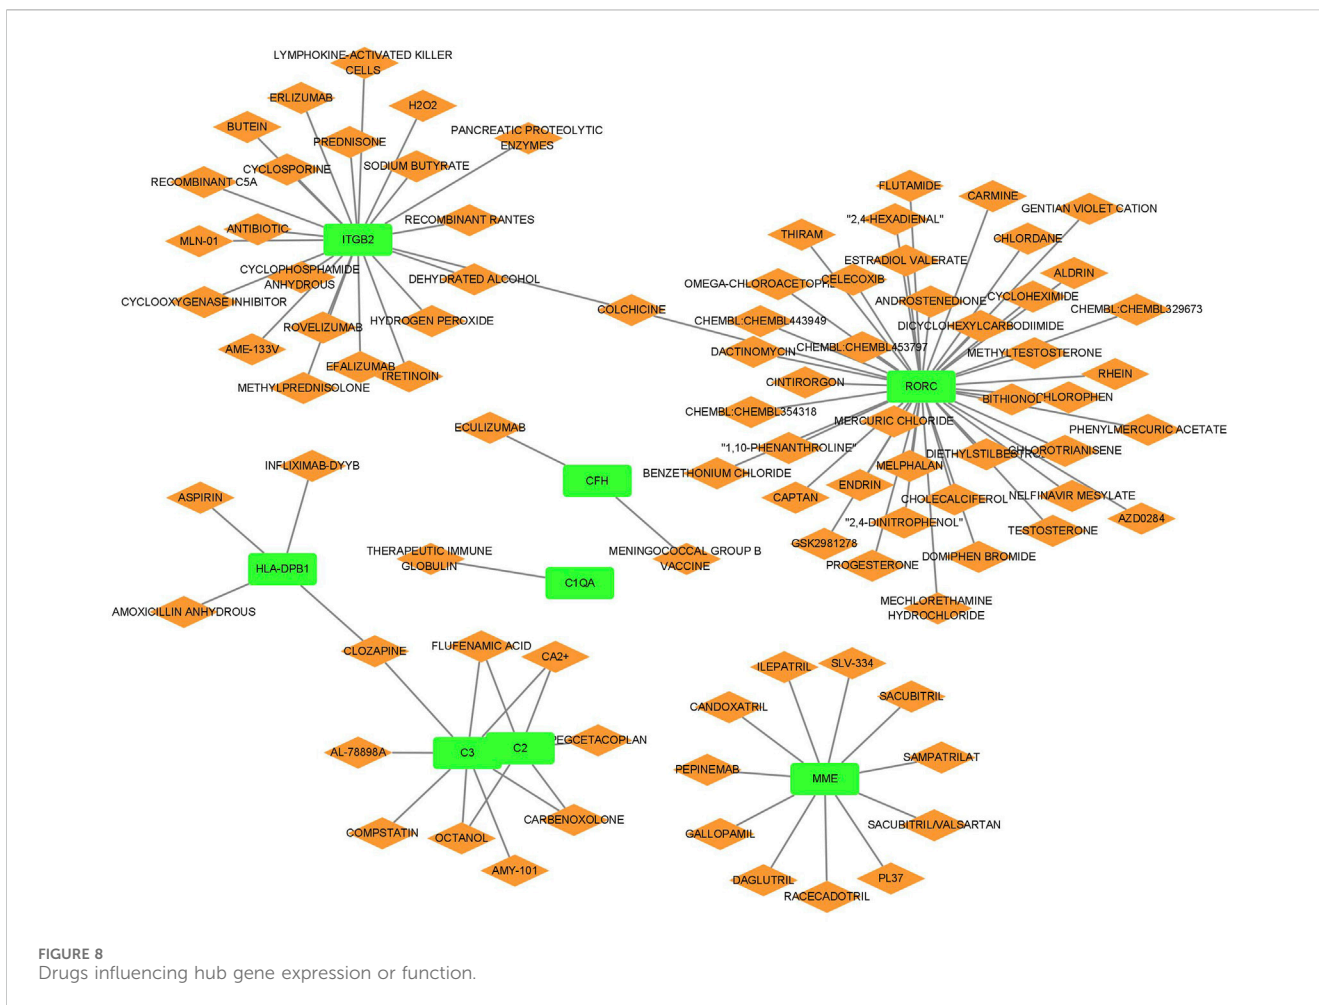 LYMPHOKINE-ACTIVATED KILLER
CELLS
ERLIZUMAB
H2O2
BUTEIN
PREDNISONE
PANCREATIC PROTEOLYTIC
ENZYMES
CYCLOSPORINE
SODIUM BUTYRATE
RECOMBINANT C5A
RECOMBINANT RANTES
ANTIBIOTIC
MLN-01
ITGB2
CYCLOPHOSPHAMIDE
ANHYDROUS
DEHYDRATED ALCOHOL
CYCLOOXYGENASE INHIBITOR
COLCHICINE
ROVELIZUMAB
HYDROGEN PEROXIDE
AME-133V
EFALIZUMAB
TRETINOIN
METHYLPREDNISOLONE
FLUTAMIDE
CARMINE
"2,4-HEXADIENAL"
GENTIAN VIOLET CATION
THIRAM
CHLORDANE
ESTRADIOL VALERATE
ALDRIN
OMEGA-CHLOROACETOPHE
CELECOXIB
ANDROSTENEDIONE
CYCLOHEXIMIDE
CHEMBL:CHEMBL329673
CHEMBL:CHEMBL443949
DICYCLOHEXYLCARBODIIMIDE
DACTINOMYCIN
CHEMBL:CHEMBL453797
METHYLTESTOSTERONE
RHEIN
CINTIRORGON
RORC
BITHIONOL
CHLOROPHEN
CHEMBL:CHEMBL354318
MERCURIC CHLORIDE
PHENYLMERCURIC ACETATE
"1,10-PHENANTHROLINE"
DIETHYLSTILBESTROL
CHLOROTRIANISENE
BENZETHONIUM CHLORIDE
MELPHALAN
CAPTAN
ENDRIN
CHOLECALCIFEROL
NELFINAVIR MESYLATE
"2,4-DINITROPHENOL"
TESTOSTERONE
AZD0284
GSK2981278
PROGESTERONE
DOMIPHEN BROMIDE
MECHLORETHAMINE
HYDROCHLORIDE
ECULIZUMAB
CFH
MENINGOCOCCAL GROUP B
VACCINE
INFLIXIMAB-DYYB
ASPIRIN
HLA-DPB1
AMOXICILLIN ANHYDROUS
THERAPEUTIC IMMUNE
GLOBULIN
C1QA
CLOZAPINE
FLUFENAMIC ACID
CA2+
AL-78898A
C3
C2
PEGCETACOPLAN
COMPSTATIN
OCTANOL
CARBENOXOLONE
AMY-101
ILEPATRIL
SLV-334
CANDOXATRIL
SACUBITRIL
PEPINEMAB
SAMPATRILAT
MME
GALLOPAMIL
SACUBITRIL/VALSARTAN
DAGLUTRIL
RACECADOTRIL
PL37
FIGURE 8
Drugs influencing hub gene expression or function.